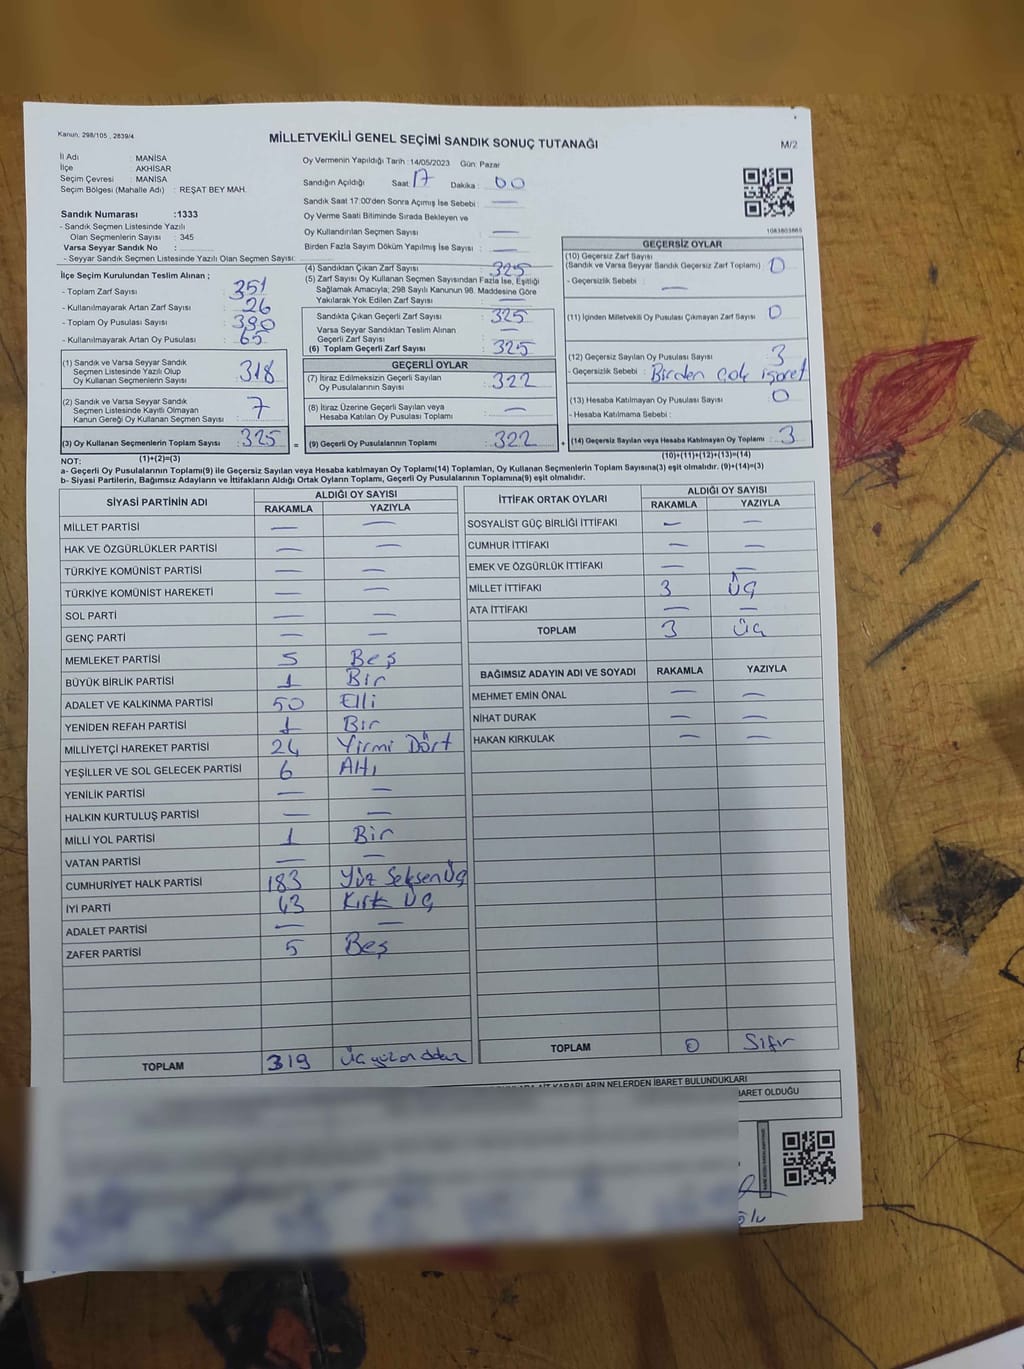 Kanun, 298/105 , 2839/4
MİLLETVEKİLİ GENEL SEÇİMİ SANDIK SONUÇ TUTANAĞI
M/2
İl Adı : MANİSA
İlçe : AKHİSAR
Seçim Çevresi : MANİSA
Seçim Bölgesi (Mahalle Adı) : REŞAT BEY MAH.
Sandık Numarası :1333
- Sandık Seçmen Listesinde Yazılı
Olan Seçmenlerin Sayısı : 345
Varsa Seyyar Sandık No :
- Seyyar Sandık Seçmen Listesinde Yazılı Olan Seçmen Sayısı:
Oy Vermenin Yapıldığı Tarih :14/05/2023 Gün: Pazar
Sandığın Açıldığı Saat: 17 Dakika : 00
Sandık Saat 17:00'den Sonra Açımış İse Sebebi : —
Oy Verme Saati Bitiminde Sırada Bekleyen ve
Oy Kullandırılan Seçmen Sayısı : —
Birden Fazla Sayım Döküm Yapılmış İse Sayısı : —
1083803865
İlçe Seçim Kurulundan Teslim Alınan ;
- Toplam Zarf Sayısı : 351
- Kullanılmayarak Artan Zarf Sayısı : 26
- Toplam Oy Pusulası Sayısı : 390
- Kullanılmayarak Artan Oy Pusulası : 65
(1) Sandık ve Varsa Seyyar Sandık
Seçmen Listesinde Yazılı Olup
Oy Kullanan Seçmenlerin Sayısı : 318
(2) Sandık ve Varsa Seyyar Sandık
Seçmen Listesinde Kayıtlı Olmayan
Kanun Gereği Oy Kullanan Seçmen Sayısı : 7
(3) Oy Kullanan Seçmenlerin Toplam Sayısı : 325
(1)+(2)=(3)
(4) Sandıktan Çıkan Zarf Sayısı : 325
(5) Zarf Sayısı Oy Kullanan Seçmen Sayısından Fazla İse, Eşitliği
Sağlamak Amacıyla; 298 Sayılı Kanunun 98. Maddesine Göre
Yakılarak Yok Edilen Zarf Sayısı : —
Sandıkta Çıkan Geçerli Zarf Sayısı : 325
Varsa Seyyar Sandıktan Teslim Alınan
Geçerli Zarf Sayısı : —
(6) Toplam Geçerli Zarf Sayısı : 325
GEÇERLİ OYLAR
(7) İtiraz Edilmeksizin Geçerli Sayılan
Oy Pusulalarının Sayısı : 322
(8) İtiraz Üzerine Geçerli Sayılan veya
Hesaba Katılan Oy Pusulası Toplamı : —
= (9) Geçerli Oy Pusulalarının Toplamı : 322
GEÇERSİZ OYLAR
(10) Geçersiz Zarf Sayısı
(Sandık ve Varsa Seyyar Sandık Geçersiz Zarf Toplamı) : 0
- Geçersizlik Sebebi : —
(11) İçinden Milletvekili Oy Pusulası Çıkmayan Zarf Sayısı : 0
(12) Geçersiz Sayılan Oy Pusulası Sayısı : 3
- Geçersizlik Sebebi : Birden çok işaret
(13) Hesaba Katılmayan Oy Pusulası Sayısı : 0
- Hesaba Katılmama Sebebi :
+ (14) Geçersiz Sayılan veya Hesaba Katılmayan Oy Toplamı : 3
(10)+(11)+(12)+(13)=(14)
NOT:
a- Geçerli Oy Pusulalarının Toplamı(9) ile Geçersiz Sayılan veya Hesaba katılmayan Oy Toplamı(14) Toplamları, Oy Kullanan Seçmenlerin Toplam Sayısına(3) eşit olmalıdır. (9)+(14)=(3)
b- Siyasi Partilerin, Bağımsız Adayların ve İttifakların Aldığı Ortak Oyların Toplamı, Geçerli Oy Pusulalarının Toplamına(9) eşit olmalıdır.
SİYASİ PARTİNİN ADI ALDIĞI OY SAYISI
RAKAMLA YAZIYLA
MİLLET PARTİSİ — —
HAK VE ÖZGÜRLÜKLER PARTİSİ — —
TÜRKİYE KOMÜNİST PARTİSİ — —
TÜRKİYE KOMÜNİST HAREKETİ — —
SOL PARTİ — —
GENÇ PARTİ — —
MEMLEKET PARTİSİ 5 Beş
BÜYÜK BİRLİK PARTİSİ 1 Bir
ADALET VE KALKINMA PARTİSİ 50 Elli
YENİDEN REFAH PARTİSİ 1 Bir
MİLLİYETÇİ HAREKET PARTİSİ 24 Yirmi Dört
YEŞİLLER VE SOL GELECEK PARTİSİ 6 Altı
YENİLİK PARTİSİ — —
HALKIN KURTULUŞ PARTİSİ — —
MİLLİ YOL PARTİSİ 1 Bir
VATAN PARTİSİ — —
CUMHURİYET HALK PARTİSİ 183 Yüz Seksen Üç
İYİ PARTİ 43 Kırk Üç
ADALET PARTİSİ — —
ZAFER PARTİSİ 5 Beş
TOPLAM 319 Üç yüz on dokuz
İTTİFAK ORTAK OYLARI ALDIĞI OY SAYISI
RAKAMLA YAZIYLA
SOSYALİST GÜÇ BİRLİĞİ İTTİFAKI — —
CUMHUR İTTİFAKI — —
EMEK VE ÖZGÜRLÜK İTTİFAKI — —
MİLLET İTTİFAKI 3 Üç
ATA İTTİFAKI — —
TOPLAM 3 Üç
BAĞIMSIZ ADAYIN ADI VE SOYADI RAKAMLA YAZIYLA
MEHMET EMİN ÖNAL — —
NİHAT DURAK — —
HAKAN KIRKULAK — —
TOPLAM 0 Sıfır
KARARLARIN NELERDEN İBARET BULUNDUKLARI
İBARET OLDUĞU